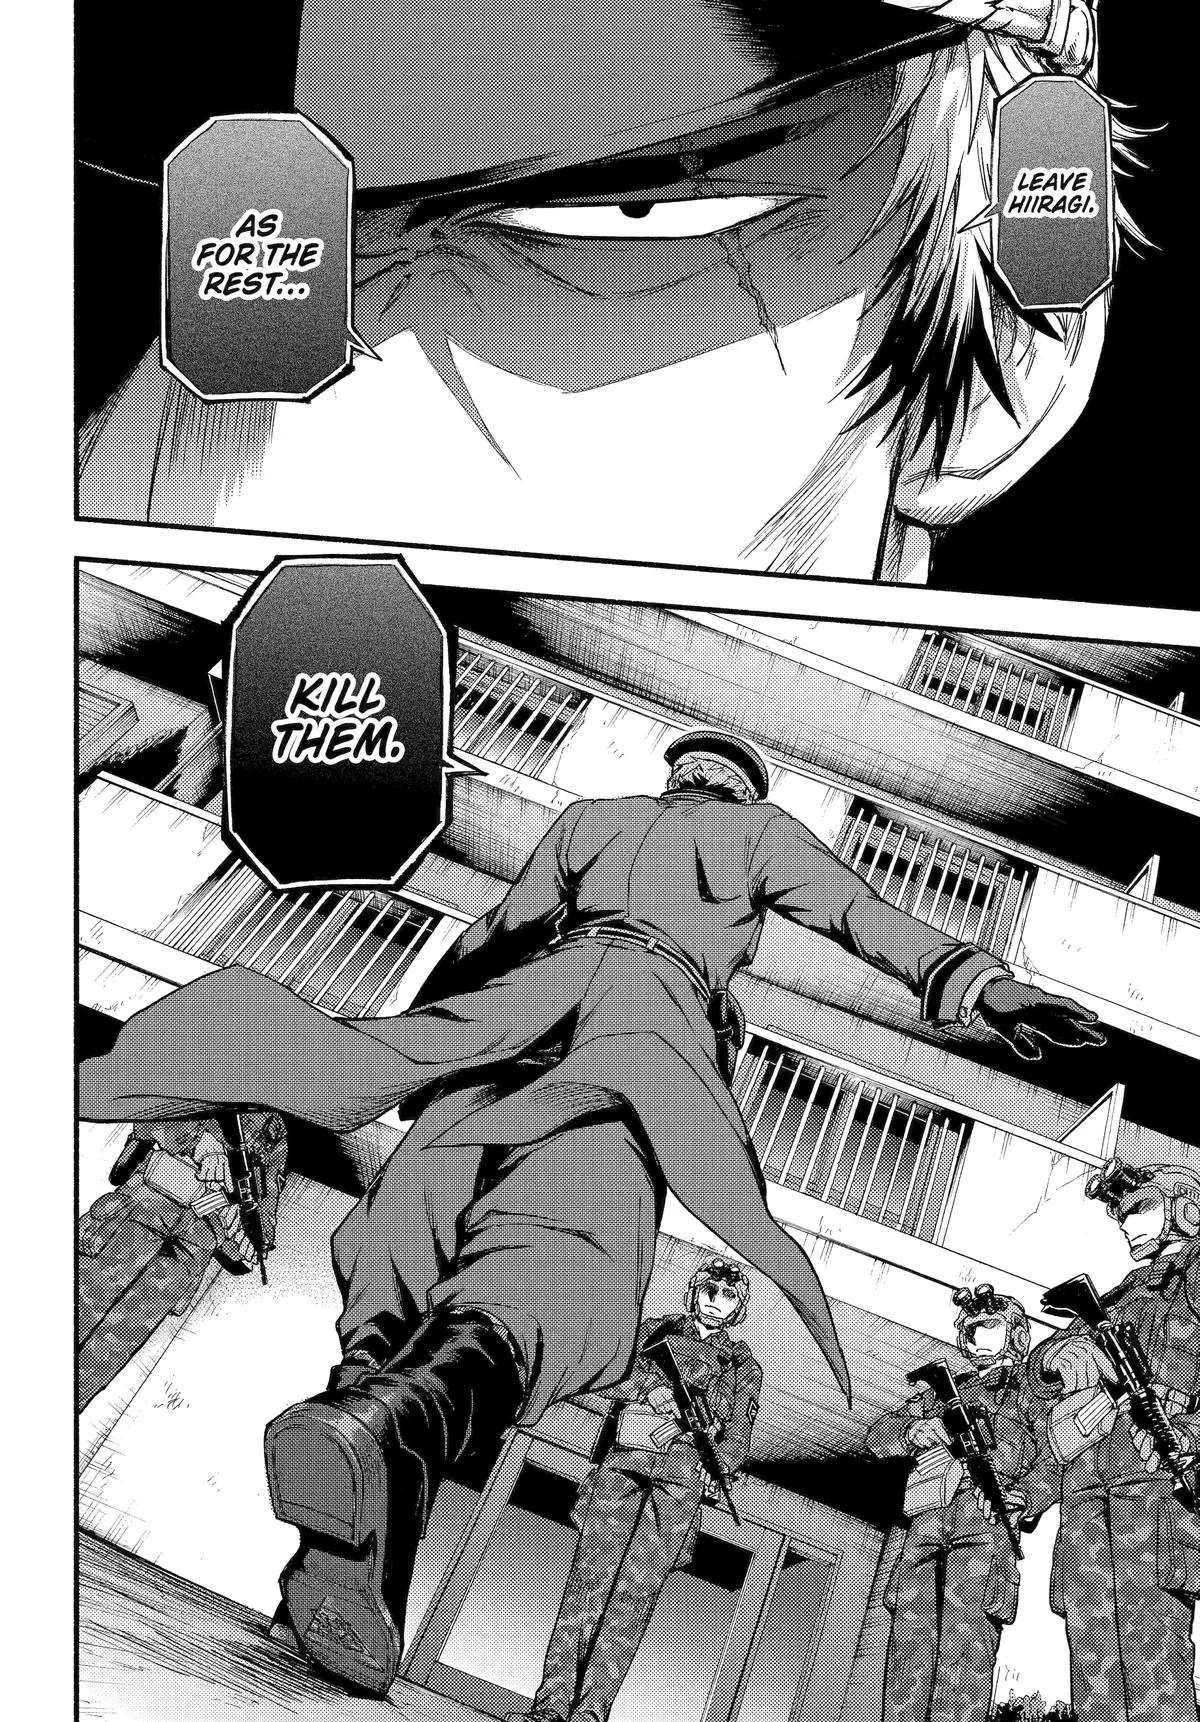 LEAVE
HIIRAGI.
AS
FOR THE
REST...
KILL
THEM.